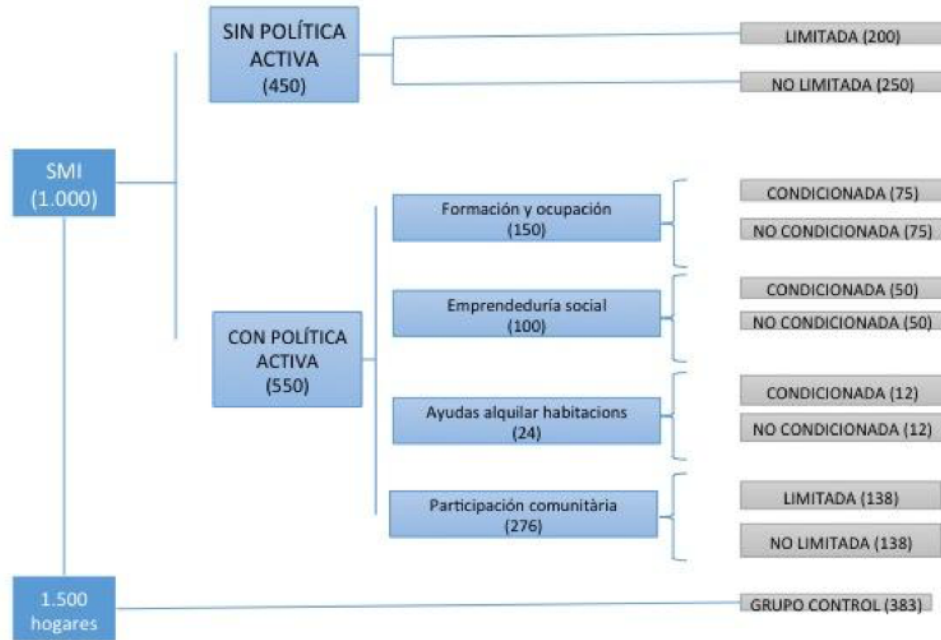 SIN POLÍTICA
ACTIVA
(450)
LIMITADA (200)
NO LIMITADA (250)
SMI
(1.000)
CON POLÍTICA
ACTIVA
(550)
Formación y ocupación
(150)
CONDICIONADA (75)
NO CONDICIONADA (75)
Emprendeduría social
(100)
CONDICIONADA (50)
NO CONDICIONADA (50)
Ayudas alquilar habitacions
(24)
CONDICIONADA (12)
NO CONDICIONADA (12)
Participación comunitària
(276)
LIMITADA (138)
NO LIMITADA (138)
1.500
hogares
GRUPO CONTROL (383)